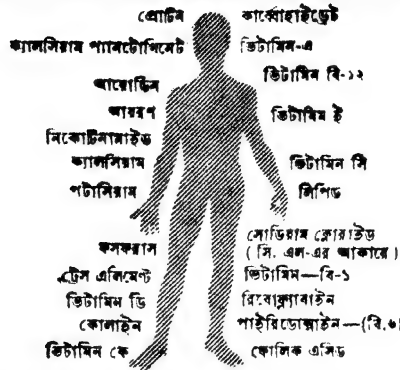 প্রোটিন
কার্বোহাইড্রেট
ক্যালসিয়াম প্যানটোথিনেট
ভিটামিন-এ
ভিটামিন বি-১২
আয়োডিন
আয়রণ
ভিটামিন ই
নিকোটিনামাইড
ক্যালসিয়াম
ভিটামিন সি
পটাসিয়াম
লিপিড
সোডিয়াম ক্লোরাইড
ফসফরাস
( সি. এল-এর আকারে )
ট্রেস এলিমেন্ট
ভিটামিন—বি-১
ভিটামিন ডি
রিবোফ্লাবাইন
কোলাইন
পাইরিডোক্সাইন—(বি.৬)
ভিটামিন কে
ফোলিক এসিড